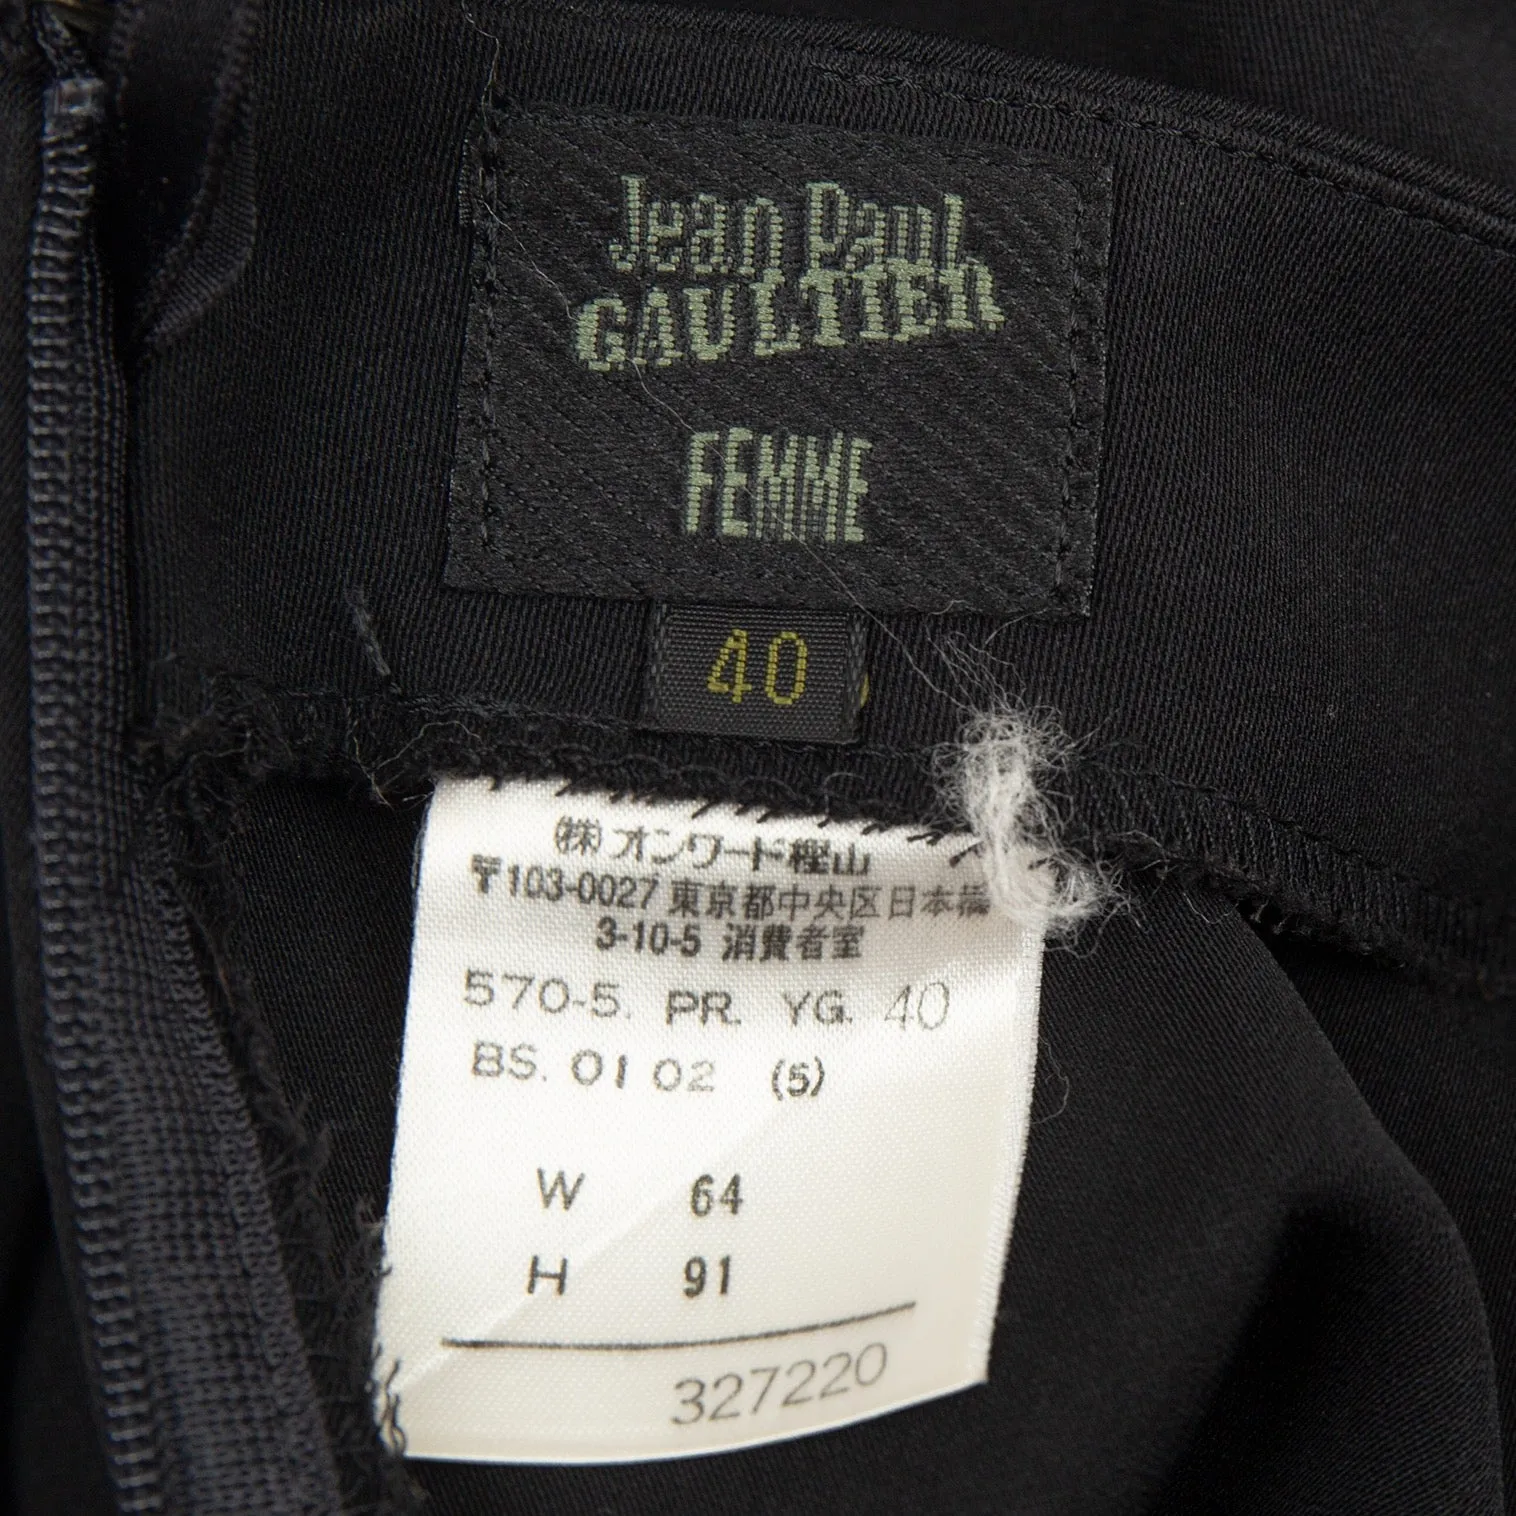 Jean Paul
GAULTIER
FEMME
40
(株)オンワード樫山
〒103-0027 東京都中央区日本橋
3-10-5 消費者室
570-5. PR. YG. 40
BS. 01 02 (5)
W 64
H 91
327220